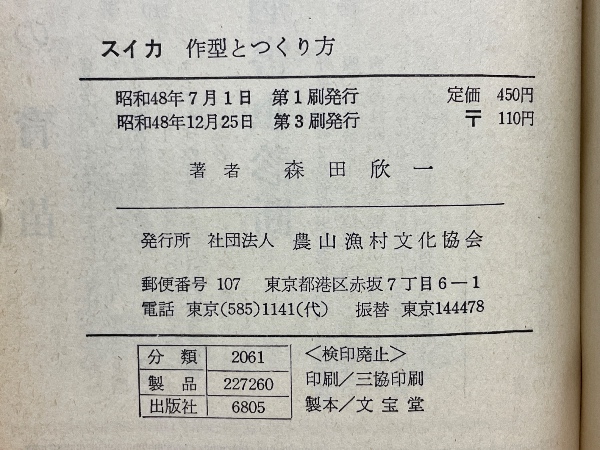 スイカ 作型とつくり方
昭和48年7月1日 第1刷発行 定価 450円
昭和48年12月25日 第3刷発行 〒 110円
著者 森田欣一
発行所 社団法人 農山漁村文化協会
郵便番号 107 東京都港区赤坂7丁目6－1
電話 東京(585)1141(代) 振替 東京144478
分類 2061 <検印廃止>
製品 227260 印刷/三協印刷
出版社 6805 製本/文宝堂